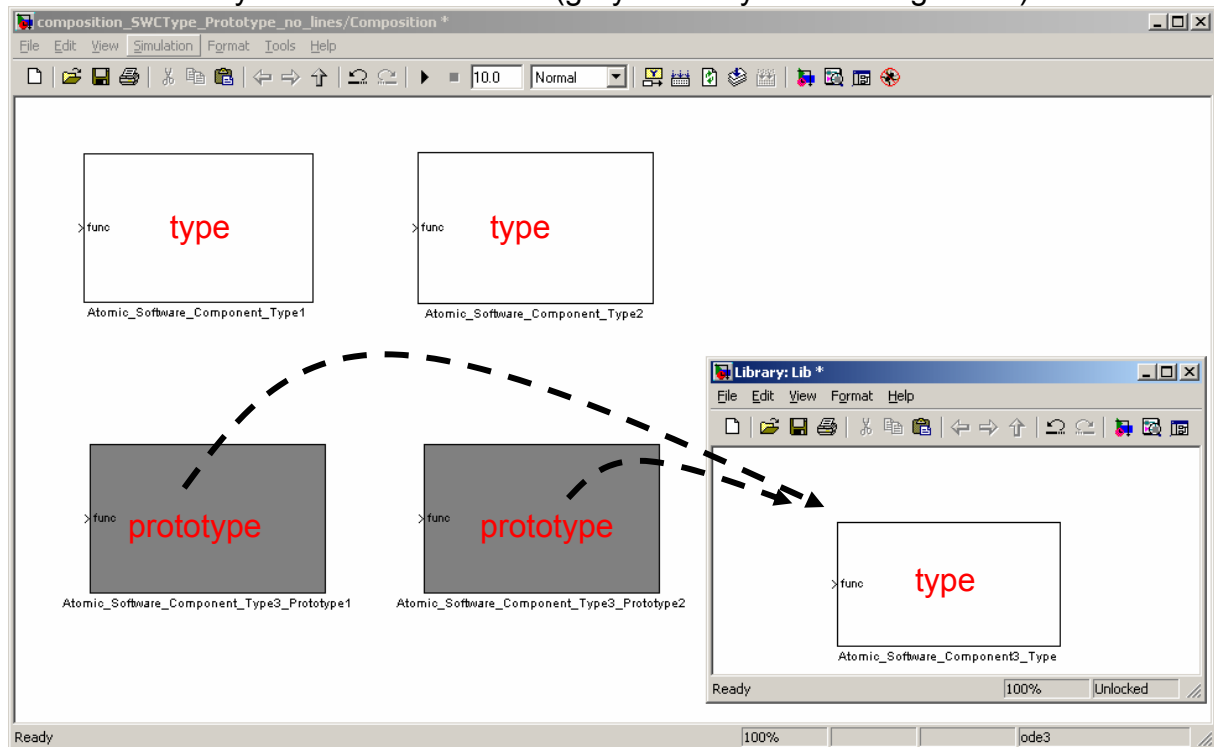 composition_SWCType_Prototype_no_lines/Composition *
File Edit View Simulation Format Tools Help
10.0 Normal
func type
Atomic_Software_Component_Type1
func type
Atomic_Software_Component_Type2
func prototype
Atomic_Software_Component_Type3_Prototype1
func prototype
Atomic_Software_Component_Type3_Prototype2
Library: Lib *
File Edit View Format Help
func type
Atomic_Software_Component3_Type
Ready 100% Unlocked
Ready 100% ode3